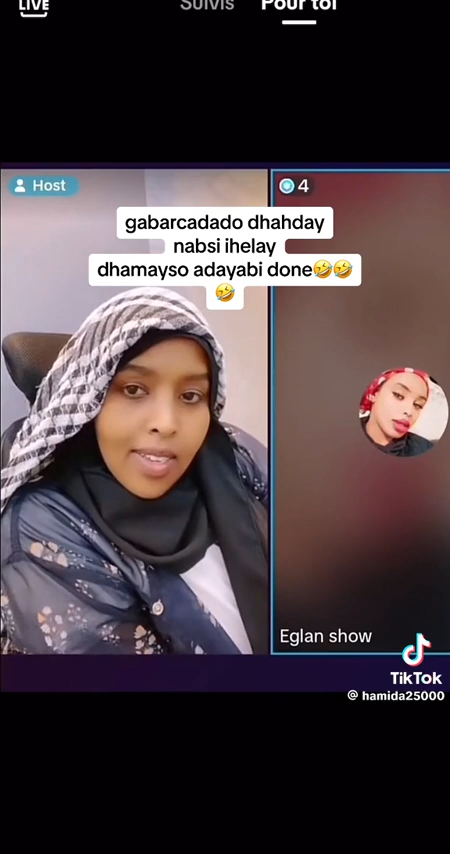 LIVE
Suivis Pour toi
Host
4
gabarcadado dhahday
nabsi ihelay
dhamayso adayabi done🤣🤣
🤣
Eglan show
TikTok
@ hamida25000